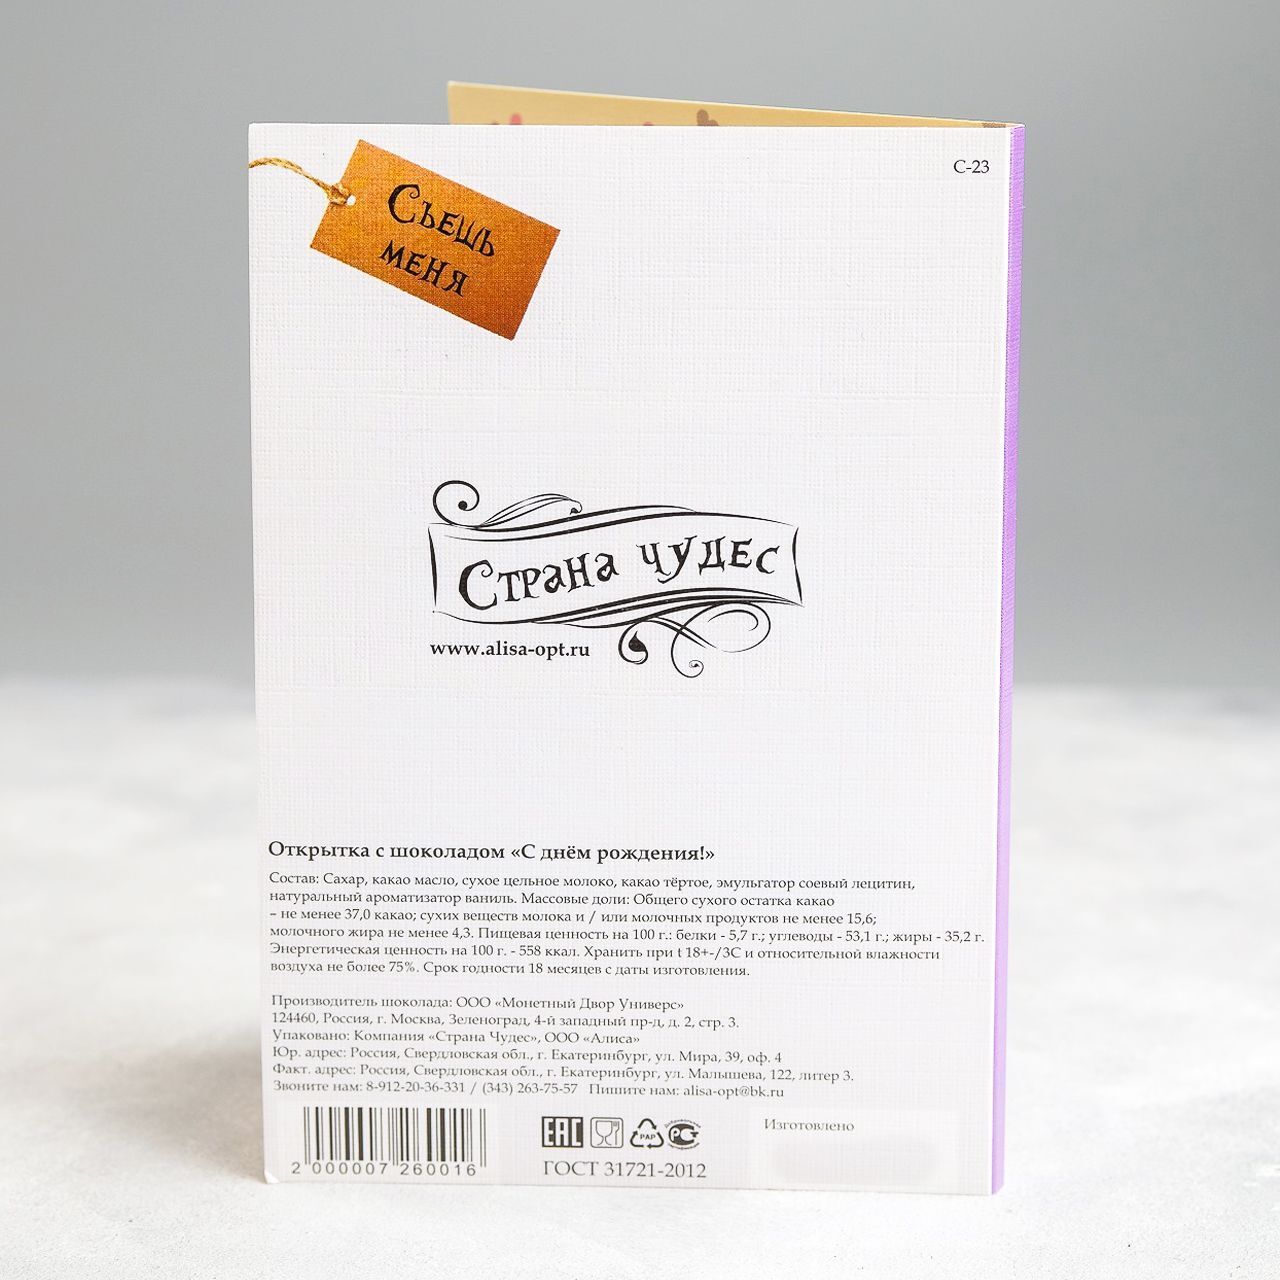 С-23
Съешь
меня
Страна чудес
www.alisa-opt.ru
Открытка с шоколадом «С днём рождения!»
Состав: Сахар, какао масло, сухое цельное молоко, какао тёртое, эмульгатор соевый лецитин,
натуральный ароматизатор ваниль. Массовые доли: Общего сухого остатка какао
– не менее 37,0 какао; сухих веществ молока и / или молочных продуктов не менее 15,6;
молочного жира не менее 4,3. Пищевая ценность на 100 г.: белки - 5,7 г.; углеводы - 53,1 г.; жиры - 35,2 г.
Энергетическая ценность на 100 г. - 558 ккал. Хранить при t 18+-/3С и относительной влажности
воздуха не более 75%. Срок годности 18 месяцев с даты изготовления.
Производитель шоколада: ООО «Монетный Двор Универс»
124460, Россия, г. Москва, Зеленоград, 4-й западный пр-д, д. 2, стр. 3.
Упаковано: Компания «Страна Чудес», ООО «Алиса»
Юр. адрес: Россия, Свердловская обл., г. Екатеринбург, ул. Мира, 39, оф. 4
Факт. адрес: Россия, Свердловская обл., г. Екатеринбург, ул. Малышева, 122, литер 3.
Звоните нам: 8-912-20-36-331 / (343) 263-75-57 Пишите нам: alisa-opt@bk.ru
2 000007 260016
EAC
PAP
ГОСТ 31721-2012
Изготовлено